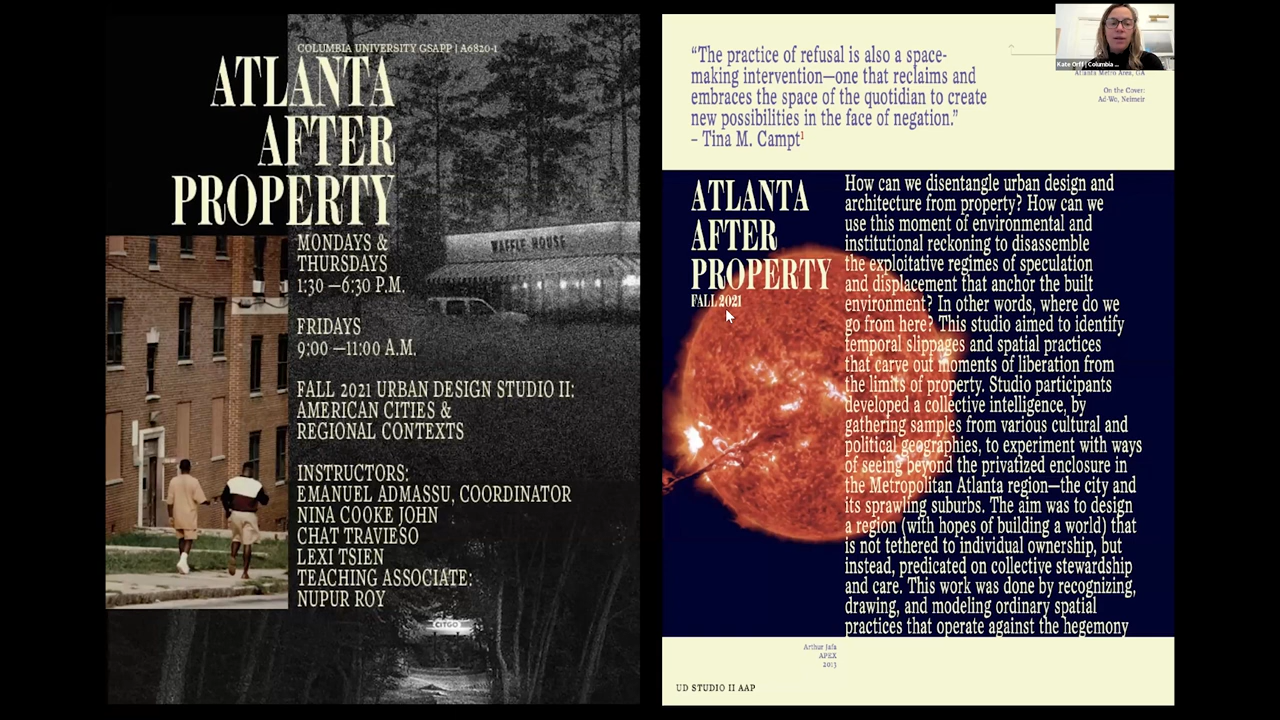 COLUMBIA UNIVERSITY GSAPP | A6820-1
ATLANTA
AFTER
PROPERTY
WAFFLE HOUSE
MONDAYS &
THURSDAYS
1:30 —6:30 P.M.
FRIDAYS
9:00 —11:00 A.M.
FALL 2021 URBAN DESIGN STUDIO II:
AMERICAN CITIES &
REGIONAL CONTEXTS
INSTRUCTORS:
EMANUEL ADMASSU, COORDINATOR
NINA COOKE JOHN
CHAT TRAVIESO
LEXI TSIEN
TEACHING ASSOCIATE:
NUPUR ROY
CITGO
“The practice of refusal is also a space-
making intervention—one that reclaims and
embraces the space of the quotidian to create
new possibilities in the face of negation.”
– Tina M. Campt¹
Kate Orff | Columbia ...
Atlanta Metro Area, GA
On the Cover:
Ad-Wo, Neimeir
ATLANTA
AFTER
PROPERTY
FALL 2021
How can we disentangle urban design and
architecture from property? How can we
use this moment of environmental and
institutional reckoning to disassemble
the exploitative regimes of speculation
and displacement that anchor the built
environment? In other words, where do we
go from here? This studio aimed to identify
temporal slippages and spatial practices
that carve out moments of liberation from
the limits of property. Studio participants
developed a collective intelligence, by
gathering samples from various cultural and
political geographies, to experiment with ways
of seeing beyond the privatized enclosure in
the Metropolitan Atlanta region—the city and
its sprawling suburbs. The aim was to design
a region (with hopes of building a world) that
is not tethered to individual ownership, but
instead, predicated on collective stewardship
and care. This work was done by recognizing,
drawing, and modeling ordinary spatial
practices that operate against the hegemony
Arthur Jafa
APEX
2013
UD STUDIO II AAP